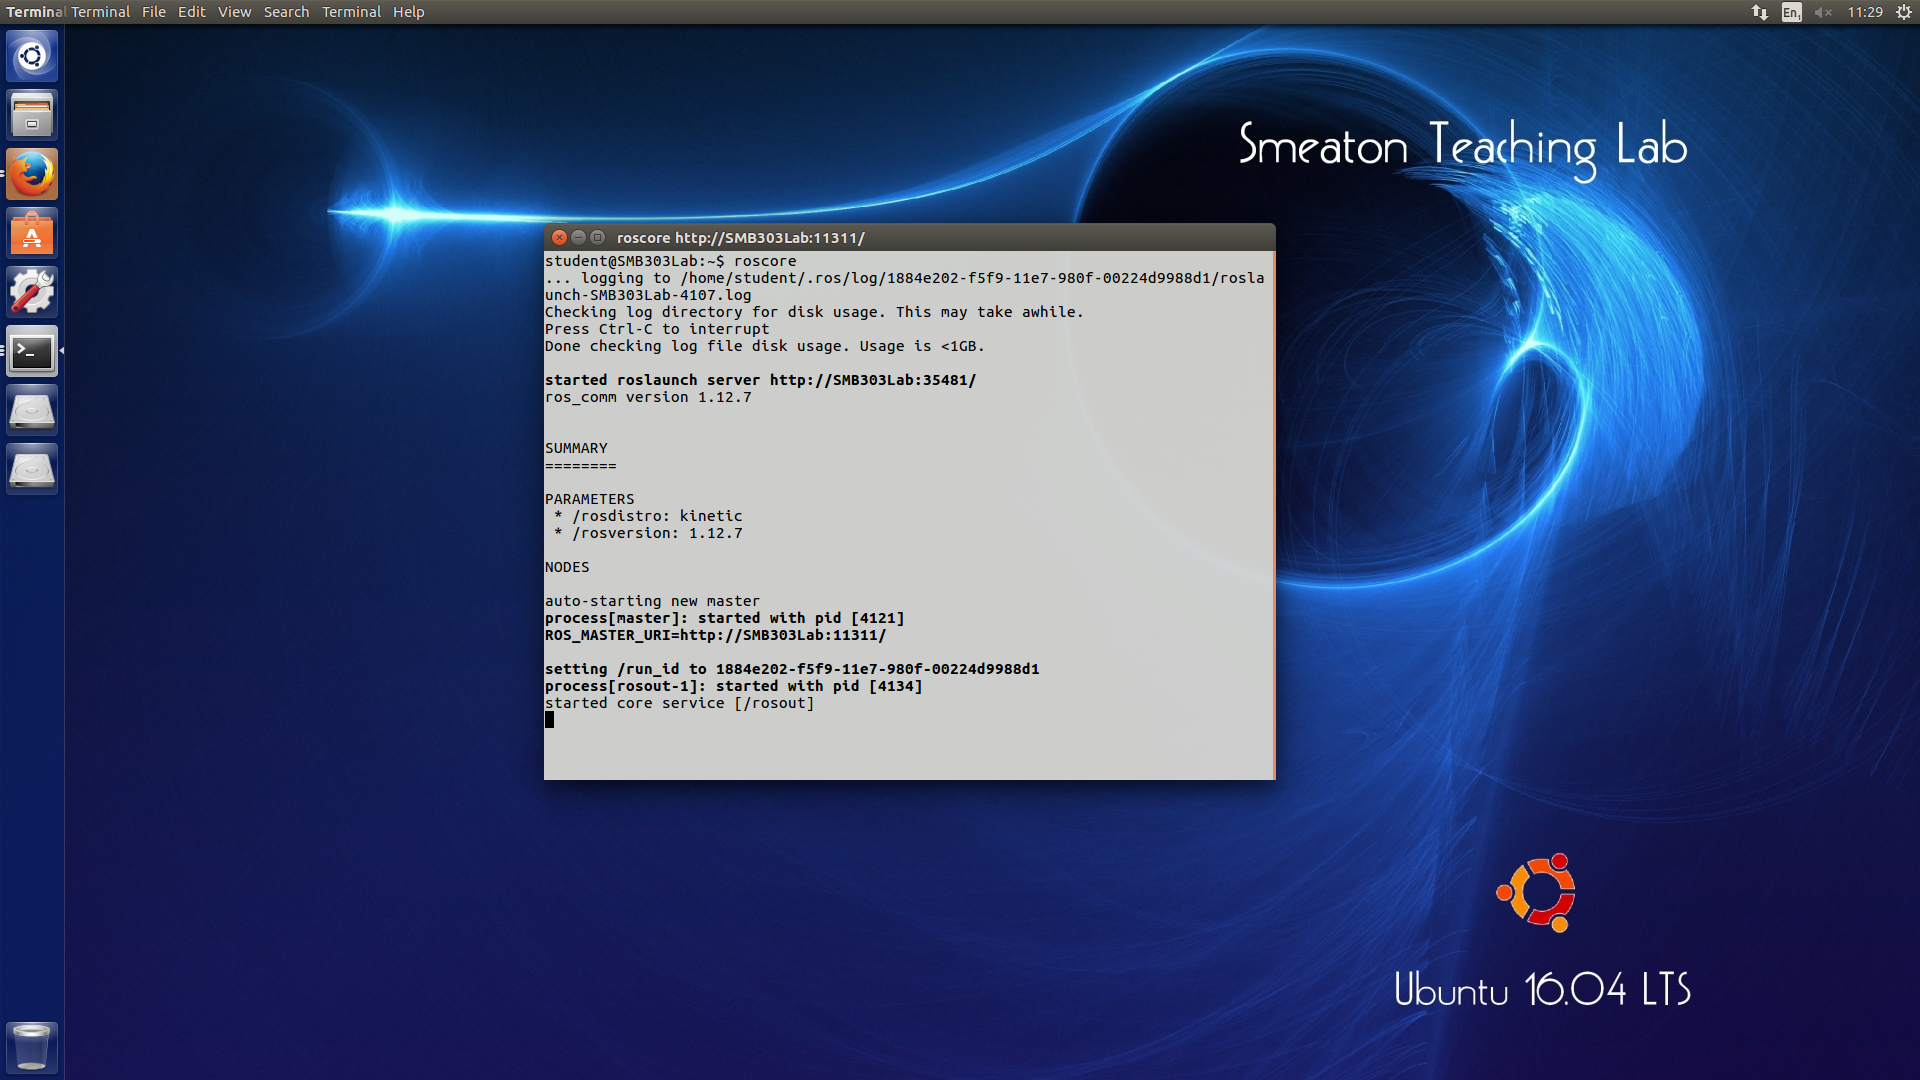 Terminal Terminal File Edit View Search Terminal Help
En1 11:29
Smeaton Teaching Lab
roscore http://SMB303Lab:11311/
student@SMB303Lab:~$ roscore
... logging to /home/student/.ros/log/1884e202-f5f9-11e7-980f-00224d9988d1/rosla
unch-SMB303Lab-4107.log
Checking log directory for disk usage. This may take awhile.
Press Ctrl-C to interrupt
Done checking log file disk usage. Usage is <1GB.
started roslaunch server http://SMB303Lab:35481/
ros_comm version 1.12.7
SUMMARY
========
PARAMETERS
* /rosdistro: kinetic
* /rosversion: 1.12.7
NODES
auto-starting new master
process[master]: started with pid [4121]
ROS_MASTER_URI=http://SMB303Lab:11311/
setting /run_id to 1884e202-f5f9-11e7-980f-00224d9988d1
process[rosout-1]: started with pid [4134]
started core service [/rosout]
Ubuntu 16.04 LTS